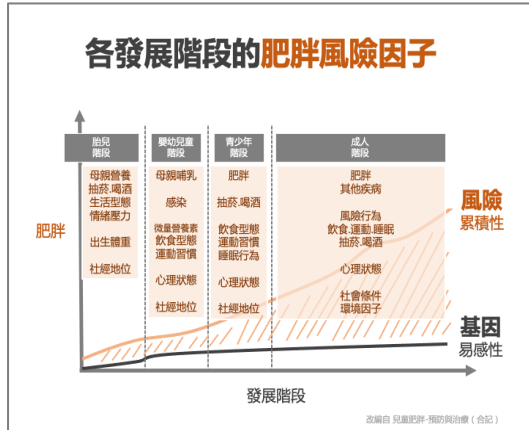 各發展階段的肥胖風險因子
胎兒
階段
母親營養
抽菸.喝酒
生活型態
情緒壓力
出生體重
社經地位
嬰幼兒童
階段
母親哺乳
感染
微量營養素
飲食型態
運動習慣
心理狀態
社經地位
青少年
階段
肥胖
抽菸.喝酒
飲食型態
運動習慣
睡眠行為
心理狀態
社經地位
成人
階段
肥胖
其他疾病
風險行為
飲食.運動.睡眠
抽菸.喝酒
心理狀態
社會條件
環境因子
肥胖
風險
累積性
基因
易感性
發展階段
改編自 兒童肥胖-預防與治療（合記）